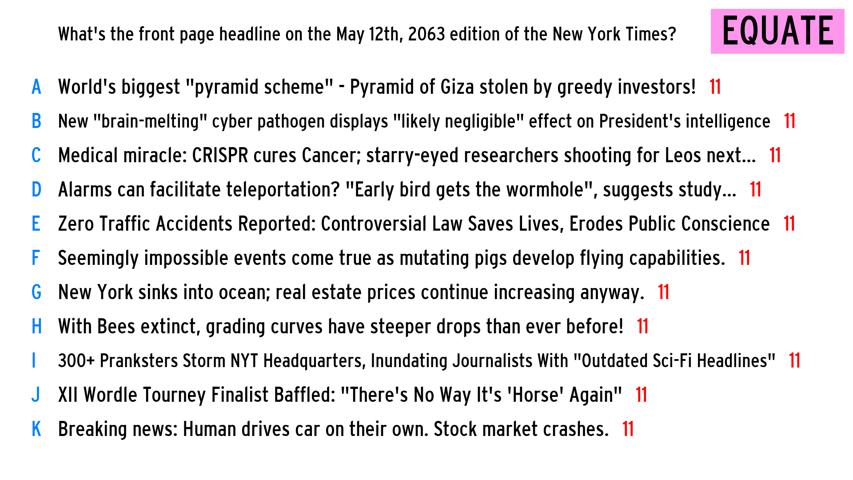 What's the front page headline on the May 12th, 2063 edition of the New York Times?
EQUATE
A World's biggest "pyramid scheme" - Pyramid of Giza stolen by greedy investors! 11
B New "brain-melting" cyber pathogen displays "likely negligible" effect on President's intelligence 11
C Medical miracle: CRISPR cures Cancer; starry-eyed researchers shooting for Leos next... 11
D Alarms can facilitate teleportation? "Early bird gets the wormhole", suggests study... 11
E Zero Traffic Accidents Reported: Controversial Law Saves Lives, Erodes Public Conscience 11
F Seemingly impossible events come true as mutating pigs develop flying capabilities. 11
G New York sinks into ocean; real estate prices continue increasing anyway. 11
H With Bees extinct, grading curves have steeper drops than ever before! 11
I 300+ Pranksters Storm NYT Headquarters, Inundating Journalists With "Outdated Sci-Fi Headlines" 11
J XII Wordle Tourney Finalist Baffled: "There's No Way It's 'Horse' Again" 11
K Breaking news: Human drives car on their own. Stock market crashes. 11